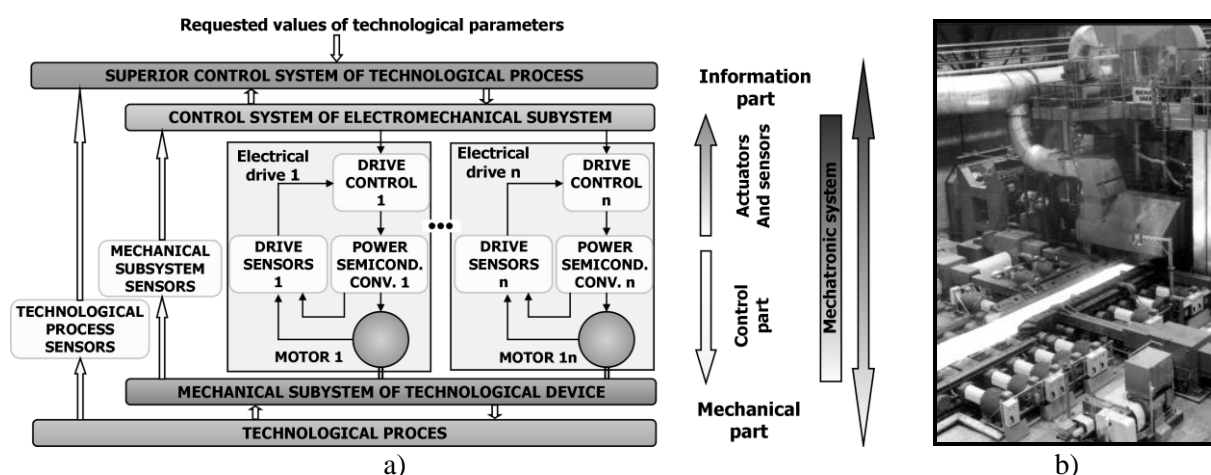 Requested values of technological parameters
SUPERIOR CONTROL SYSTEM OF TECHNOLOGICAL PROCESS
CONTROL SYSTEM OF ELECTROMECHANICAL SUBYSTEM
Electrical
drive 1
DRIVE
CONTROL
1
DRIVE
SENSORS
1
POWER
SEMICOND.
CONV. 1
MOTOR 1
•••
Electrical
drive n
DRIVE
CONTROL
n
DRIVE
SENSORS
n
POWER
SEMICOND.
CONV. n
MOTOR 1n
MECHANICAL
SUBYSTEM
SENSORS
TECHNOLOGICAL
PROCESS
SENSORS
MECHANICAL SUBYSTEM OF TECHNOLOGICAL DEVICE
TECHNOLOGICAL PROCES
Information
part
Actuators
And sensors
Control
part
Mechanical
part
Mechatronic system
a)
b)